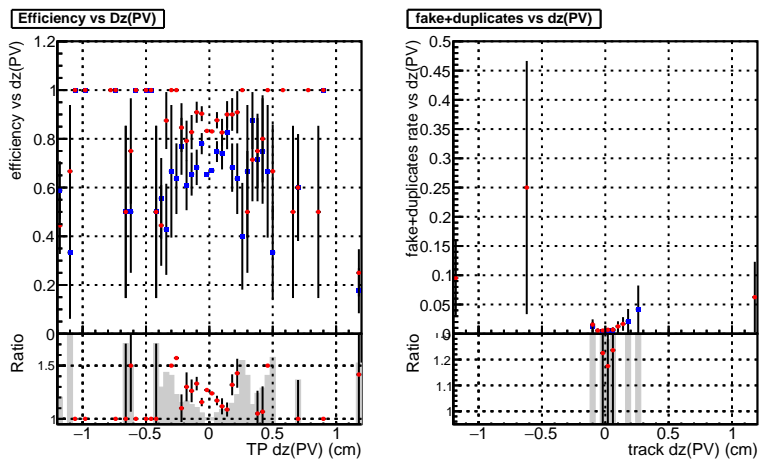 Efficiency vs Dz(PV)
efficiency vs dz(PV)
1.2
1
0.8
0.6
0.4
0.2
0
Ratio
1.5
1
−1 −0.5 0 0.5 1
TP dz(PV) (cm)
fake+duplicates vs dz(PV)
fake+duplicates rate vs dz(PV)
0.5
0.45
0.4
0.35
0.3
0.25
0.2
0.15
0.1
0.05
Ratio
1.2
1.1
1
−1 −0.5 0 0.5 1
track dz(PV) (cm)